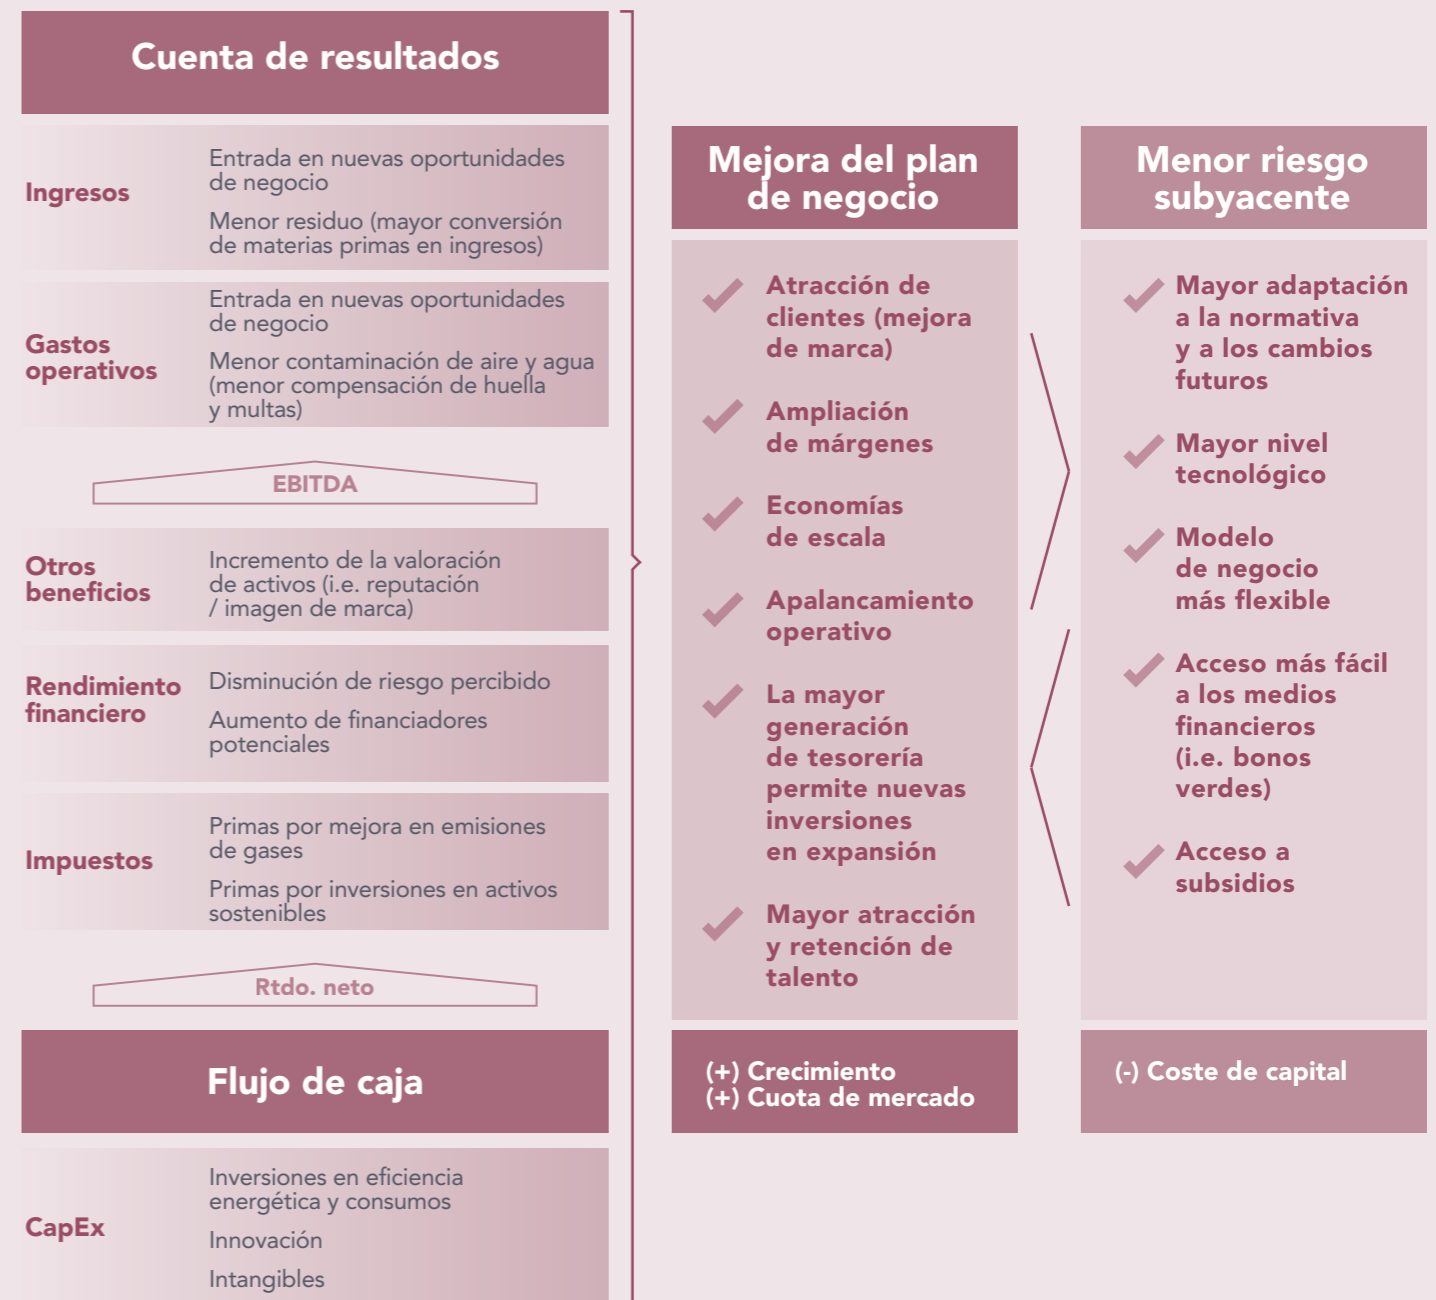 Cuenta de resultados
Ingresos
Entrada en nuevas oportunidades
de negocio
Menor residuo (mayor conversión
de materias primas en ingresos)
Gastos
operativos
Entrada en nuevas oportunidades
de negocio
Menor contaminación de aire y agua
(menor compensación de huella
y multas)
EBITDA
Otros
beneficios
Incremento de la valoración
de activos (i.e. reputación
/ imagen de marca)
Rendimiento
financiero
Disminución de riesgo percibido
Aumento de financiadores
potenciales
Impuestos
Primas por mejora en emisiones
de gases
Primas por inversiones en activos
sostenibles
Rtdo. neto
Flujo de caja
CapEx
Inversiones en eficiencia
energética y consumos
Innovación
Intangibles
Mejora del plan
de negocio
Atracción de
clientes (mejora
de marca)
Ampliación
de márgenes
Economías
de escala
Apalancamiento
operativo
La mayor
generación
de tesorería
permite nuevas
inversiones
en expansión
Mayor atracción
y retención de
talento
(+) Crecimiento
(+) Cuota de mercado
Menor riesgo
subyacente
Mayor adaptación
a la normativa
y a los cambios
futuros
Mayor nivel
tecnológico
Modelo
de negocio
más flexible
Acceso más fácil
a los medios
financieros
(i.e. bonos
verdes)
Acceso a
subsidios
(-) Coste de capital